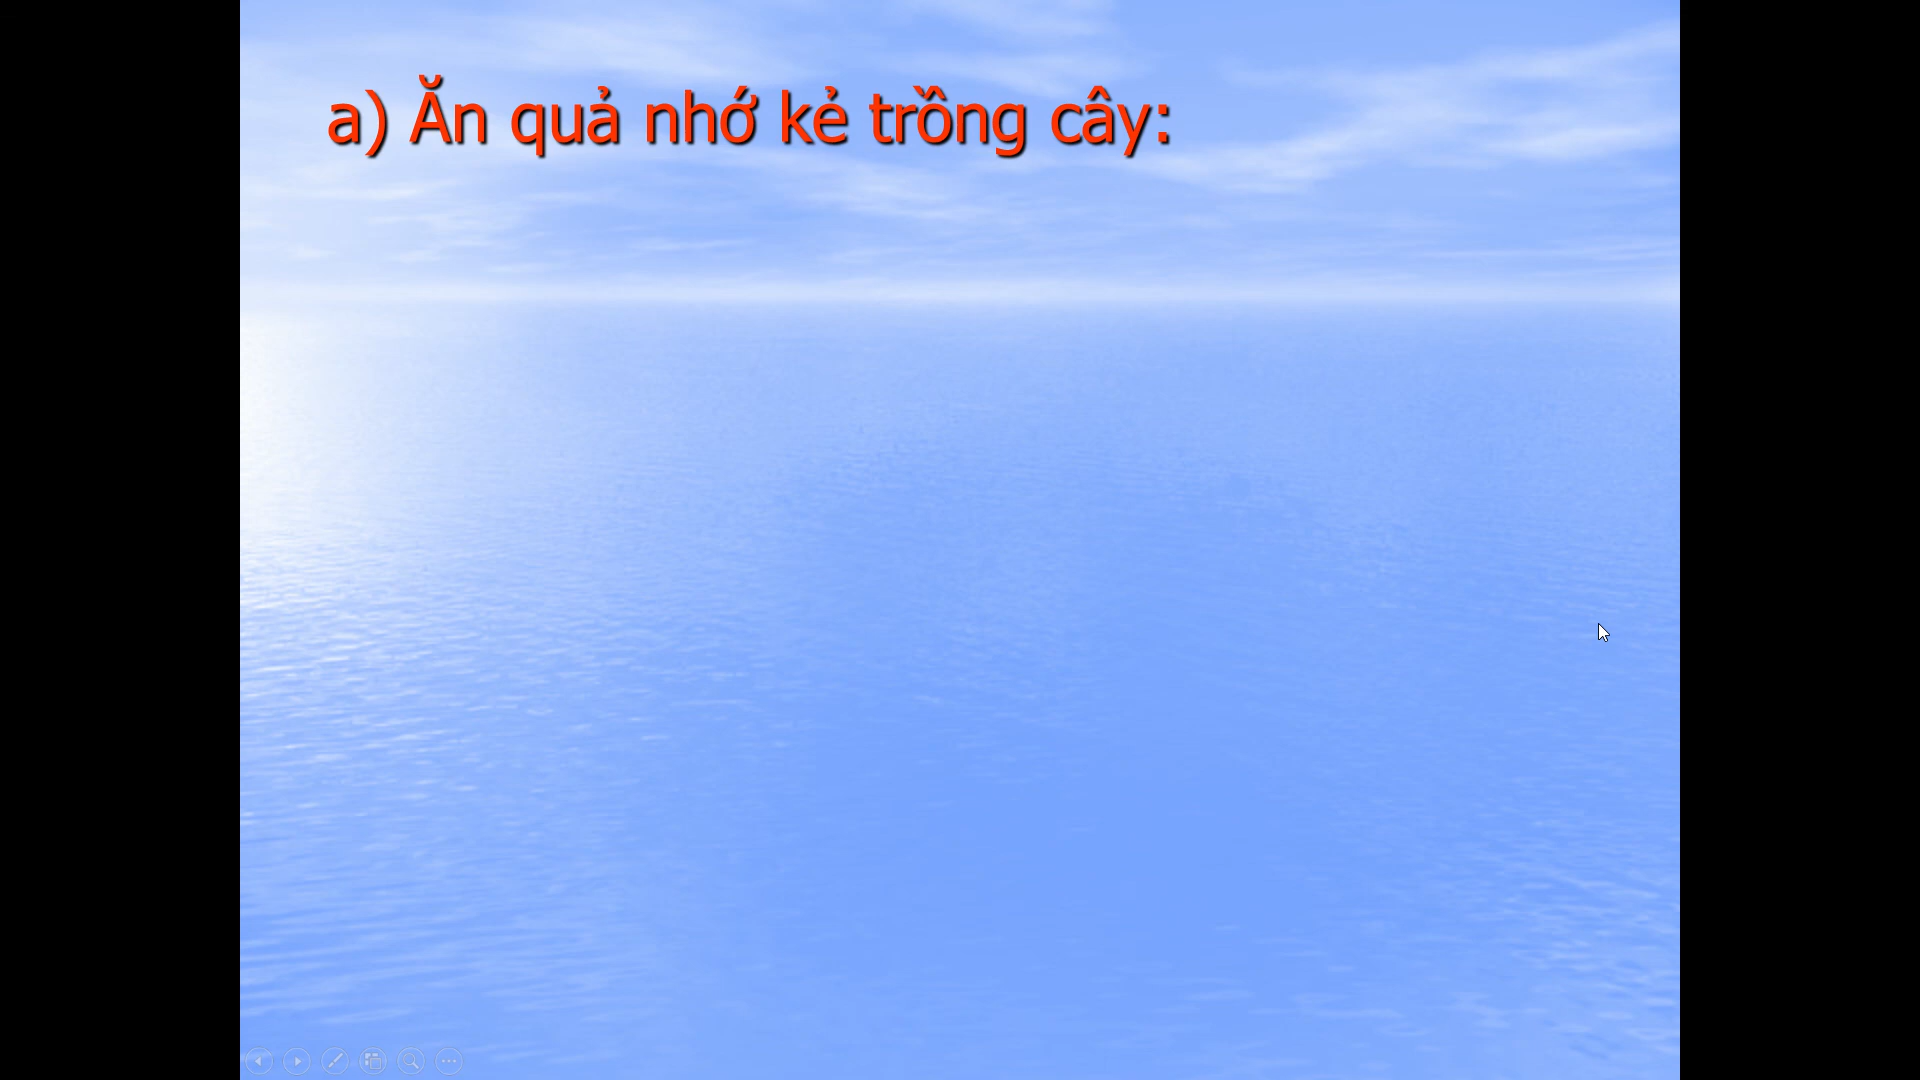 a) Ăn quả nhớ kẻ trồng cây: